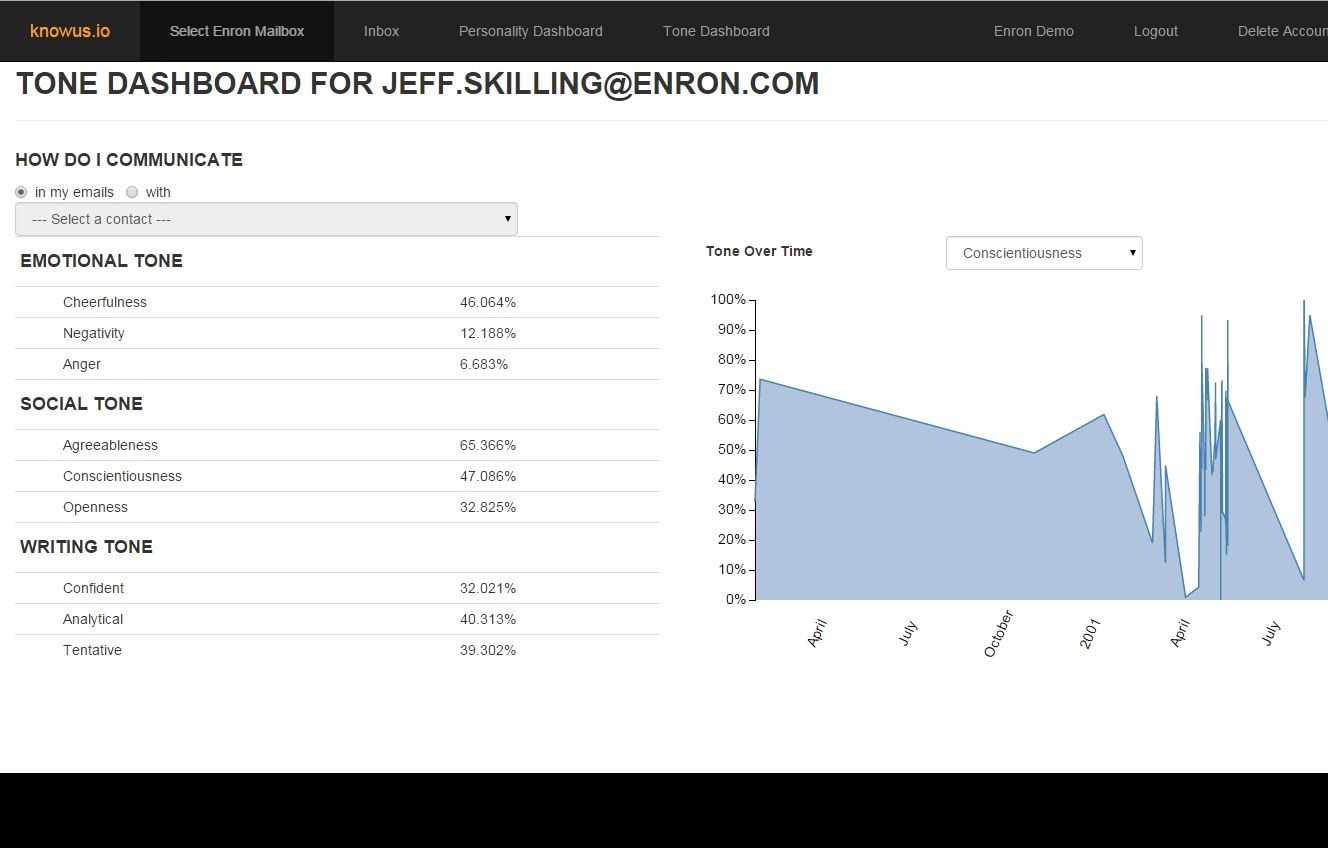 knowus.io Select Enron Mailbox Inbox Personality Dashboard Tone Dashboard Enron Demo Logout Delete Accoun
TONE DASHBOARD FOR JEFF.SKILLING@ENRON.COM
HOW DO I COMMUNICATE
in my emails with
--- Select a contact ---
EMOTIONAL TONE
Cheerfulness 46.064%
Negativity 12.188%
Anger 6.683%
SOCIAL TONE
Agreeableness 65.366%
Conscientiousness 47.086%
Openness 32.825%
WRITING TONE
Confident 32.021%
Analytical 40.313%
Tentative 39.302%
Tone Over Time Conscientiousness
100%
90%
80%
70%
60%
50%
40%
30%
20%
10%
0%
April July October 2001 April July